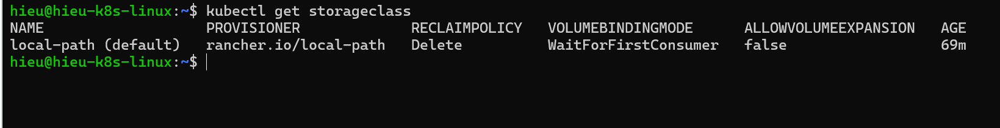 hieu@hieu-k8s-linux:~$ kubectl get storageclass
NAME PROVISIONER RECLAIMPOLICY VOLUMEBINDINGMODE ALLOWVOLUMEEXPANSION AGE
local-path (default) rancher.io/local-path Delete WaitForFirstConsumer false 69m
hieu@hieu-k8s-linux:~$